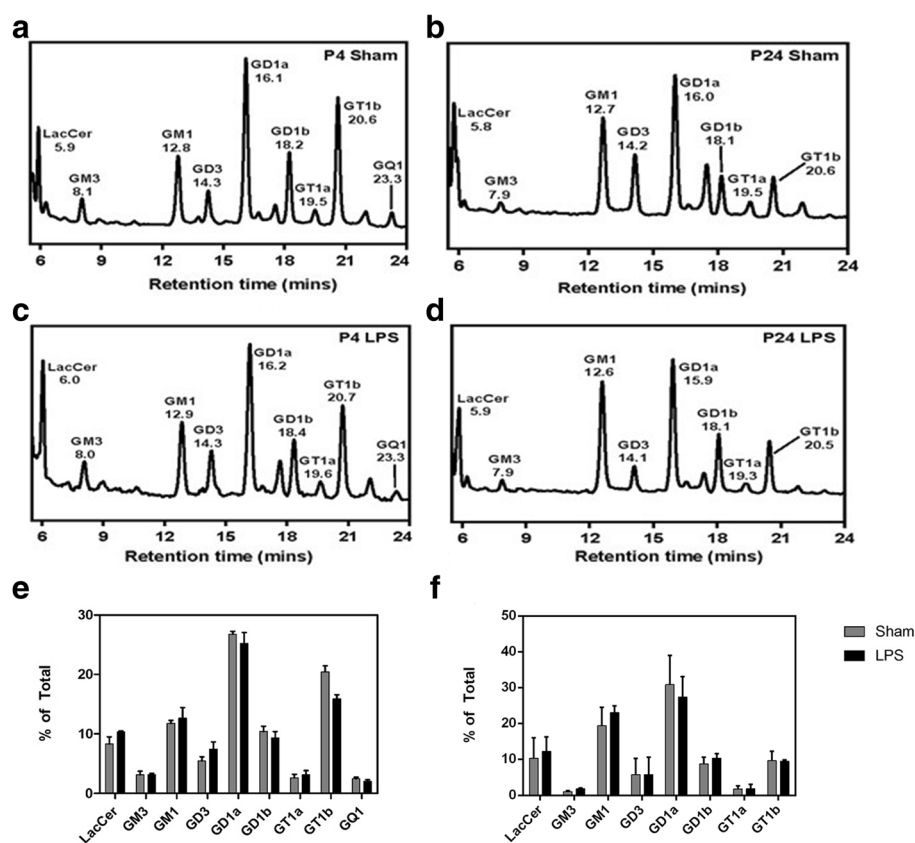 a
P4 Sham
LacCer
5.9
GM3
8.1
GM1
12.8
GD3
14.3
GD1a
16.1
GD1b
18.2
GT1a
19.5
GT1b
20.6
GQ1
23.3
6 9 12 15 18 21 24
Retention time (mins)
b
P24 Sham
LacCer
5.8
GM3
7.9
GM1
12.7
GD3
14.2
GD1a
16.0
GD1b
18.1
GT1a
19.5
GT1b
20.6
6 9 12 15 18 21 24
Retention time (mins)
c
P4 LPS
LacCer
6.0
GM3
8.0
GM1
12.9
GD3
14.3
GD1a
16.2
GD1b
18.4
GT1a
19.6
GT1b
20.7
GQ1
23.3
6 9 12 15 18 21 24
Retention time (mins)
d
P24 LPS
LacCer
5.9
GM3
7.9
GM1
12.6
GD3
14.1
GD1a
15.9
GD1b
18.1
GT1a
19.3
GT1b
20.5
6 9 12 15 18 21 24
Retention time (mins)
e
% of Total
30
20
10
0
LacCer GM3 GM1 GD3 GD1a GD1b GT1a GT1b GQ1
f
% of Total
50
40
30
20
10
0
LacCer GM3 GM1 GD3 GD1a GD1b GT1a GT1b
Sham
LPS